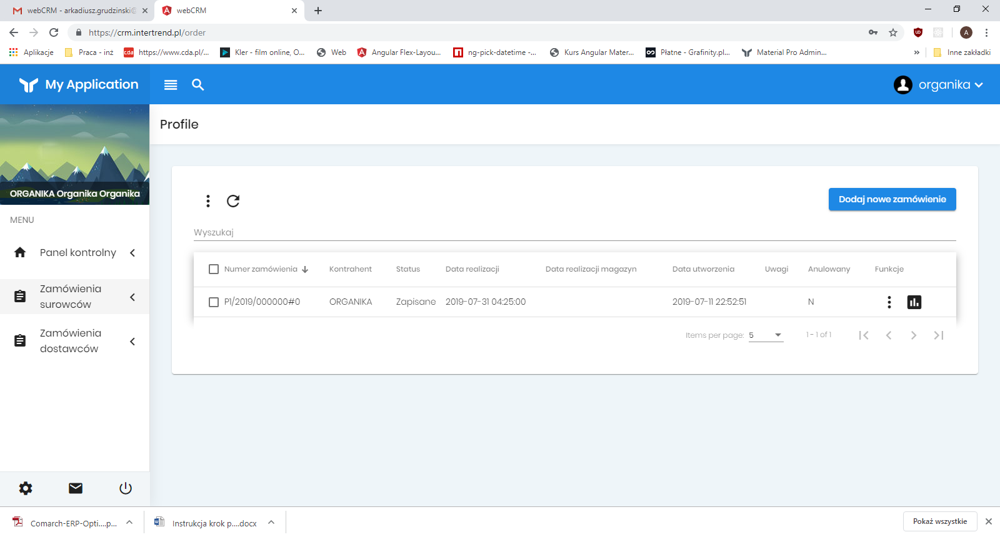 webCRM - arkadiusz.grudzinski@
webCRM
https://crm.intertrend.pl/order
A
Aplikacje
Praca - inż
cda
https://www.cda.pl/...
Kler - film online, O...
Web
Angular Flex-Layou...
ng-pick-datetime -...
Kurs Angular Mater...
Płatne - Grafinity.pl...
Material Pro Admin...
»
Inne zakładki
My Application
organika
Profile
ORGANIKA Organika Organika
MENU
Panel kontrolny
Zamówienia
surowców
Zamówienia
dostawców
Dodaj nowe zamówienie
Wyszukaj
Numer zamówienia Kontrahent Status Data realizacji Data realizacji magazyn Data utworzenia Uwagi Anulowany Funkcje
P1/2019/000000#0 ORGANIKA Zapisane 2019-07-31 04:25:00 2019-07-11 22:52:51 N
Items per page: 5 1 - 1 of 1
Comarch-ERP-Opti....p...
Instrukcja krok p....docx
Pokaż wszystkie